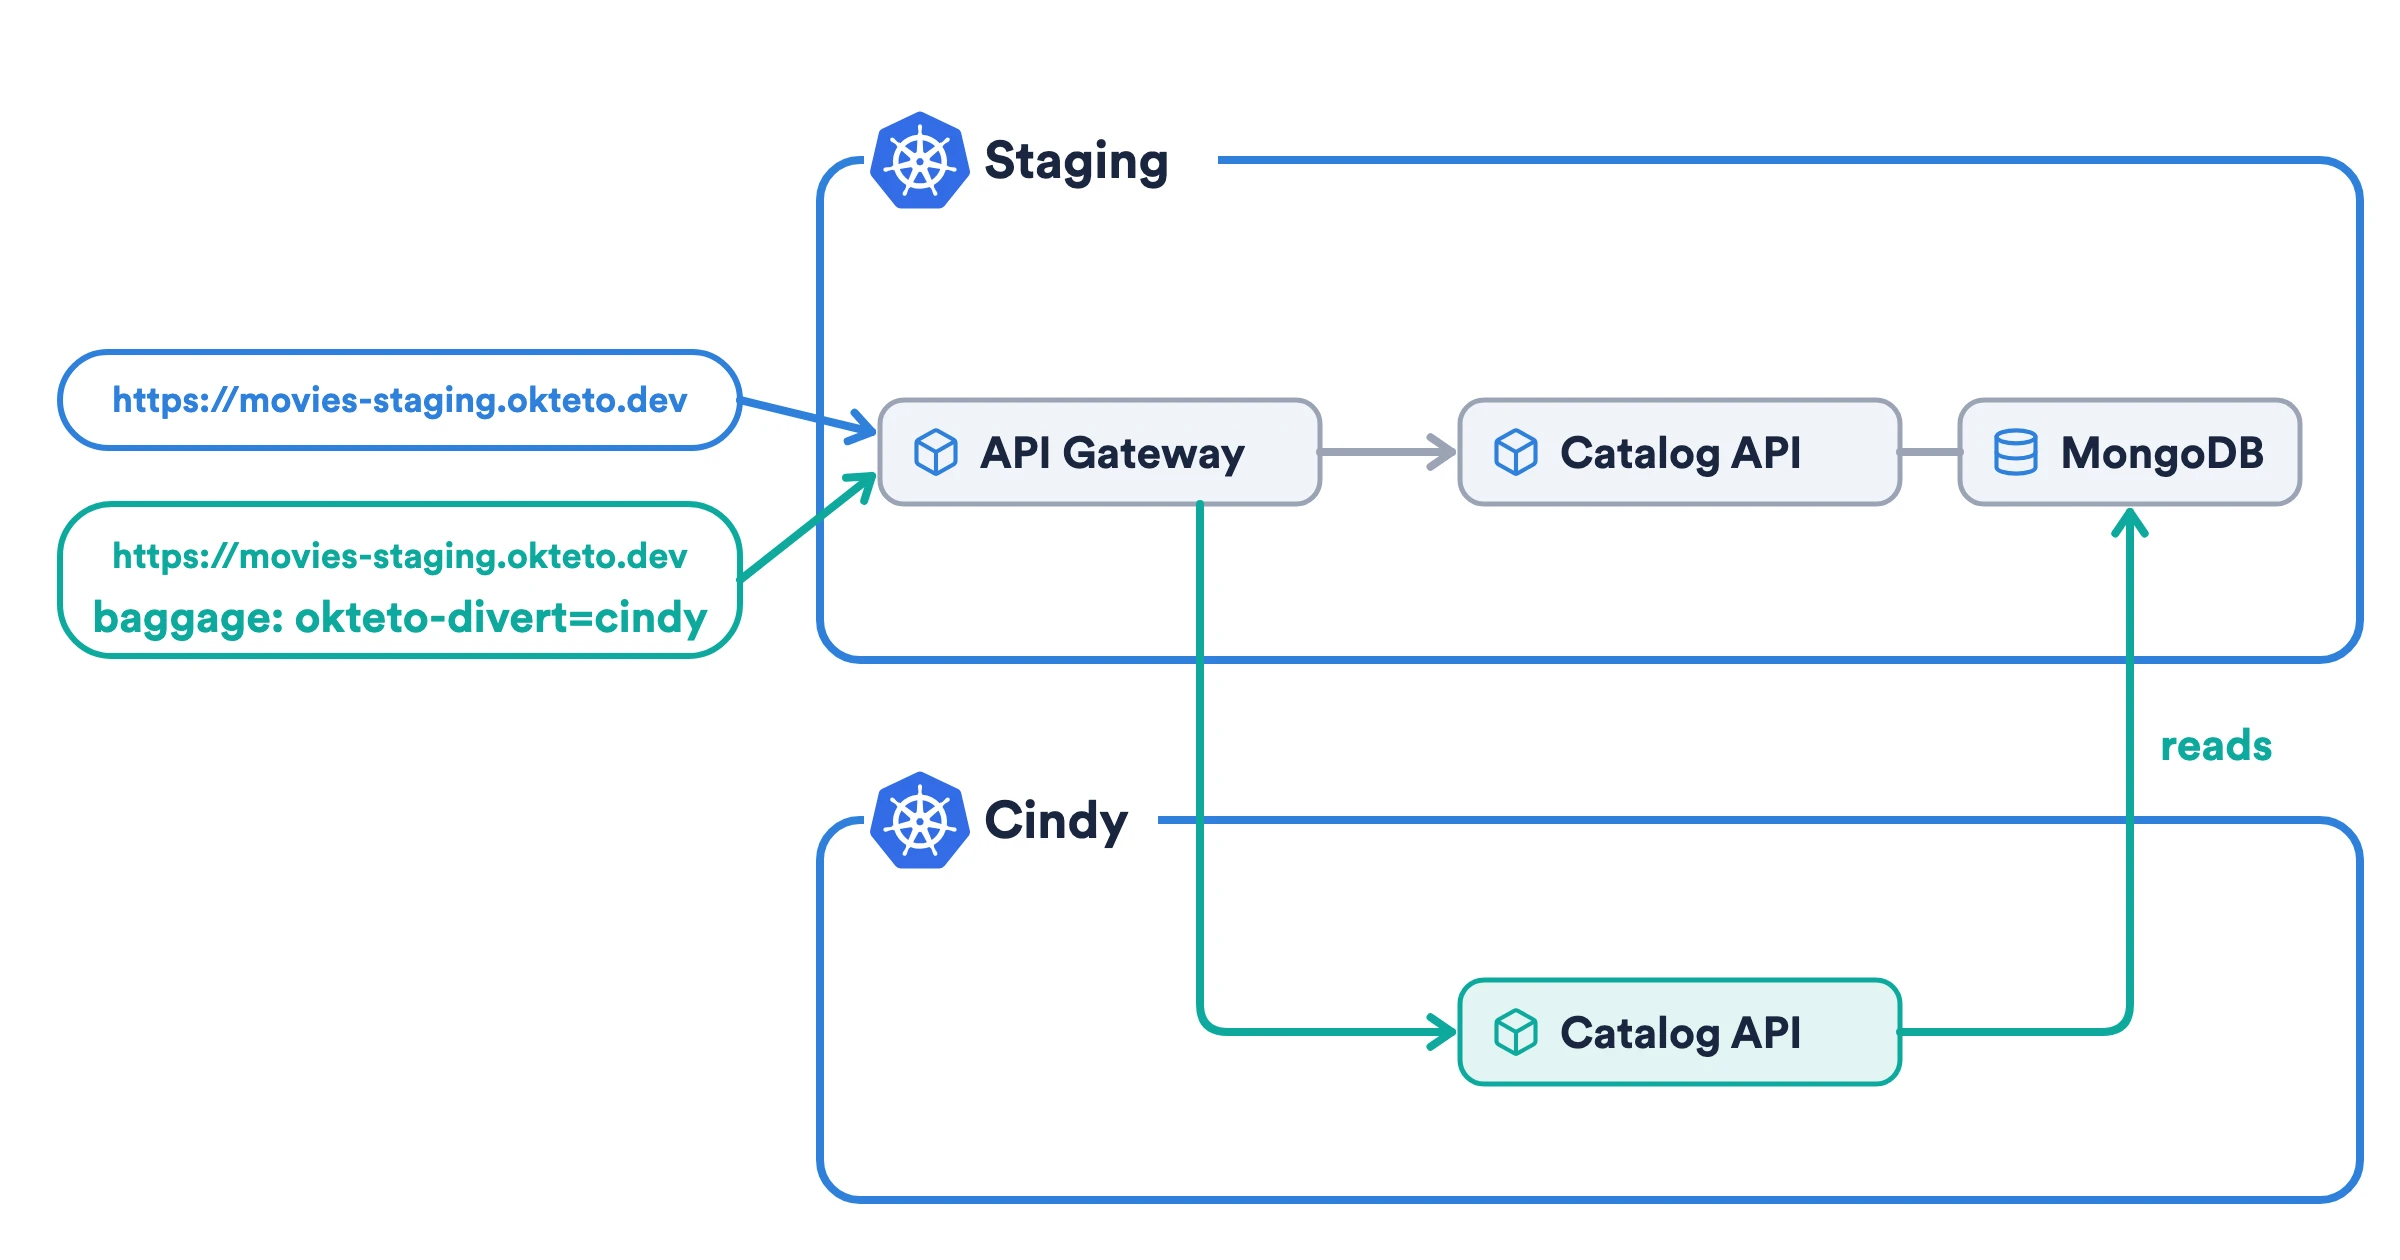 Staging
https://movies-staging.okteto.dev
API Gateway
Catalog API
MongoDB
https://movies-staging.okteto.dev
baggage: okteto-divert=cindy
reads
Cindy
Catalog API